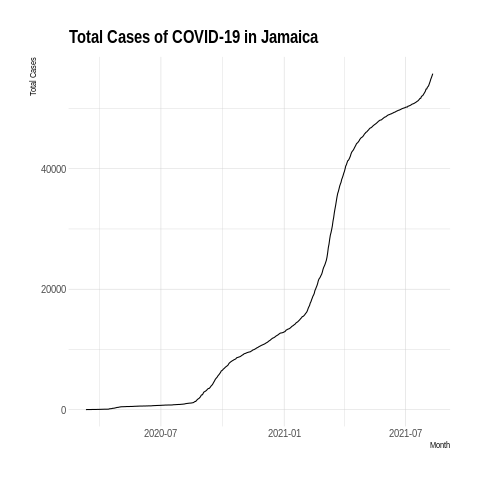 Total Cases of COVID-19 in Jamaica
Total Cases
40000
20000
0
2020-07
2021-01
2021-07
Month